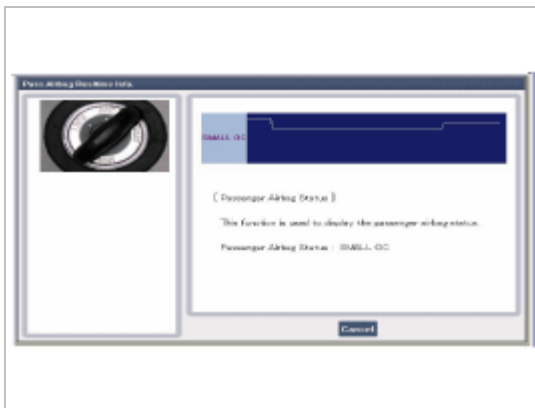 Pass.Airbag Realtime Info.
SMALL OC
[ Passenger Airbag Status ]
This function is used to display the passenger airbag status.
Passenger Airbag Status : SMALL OC
Cancel